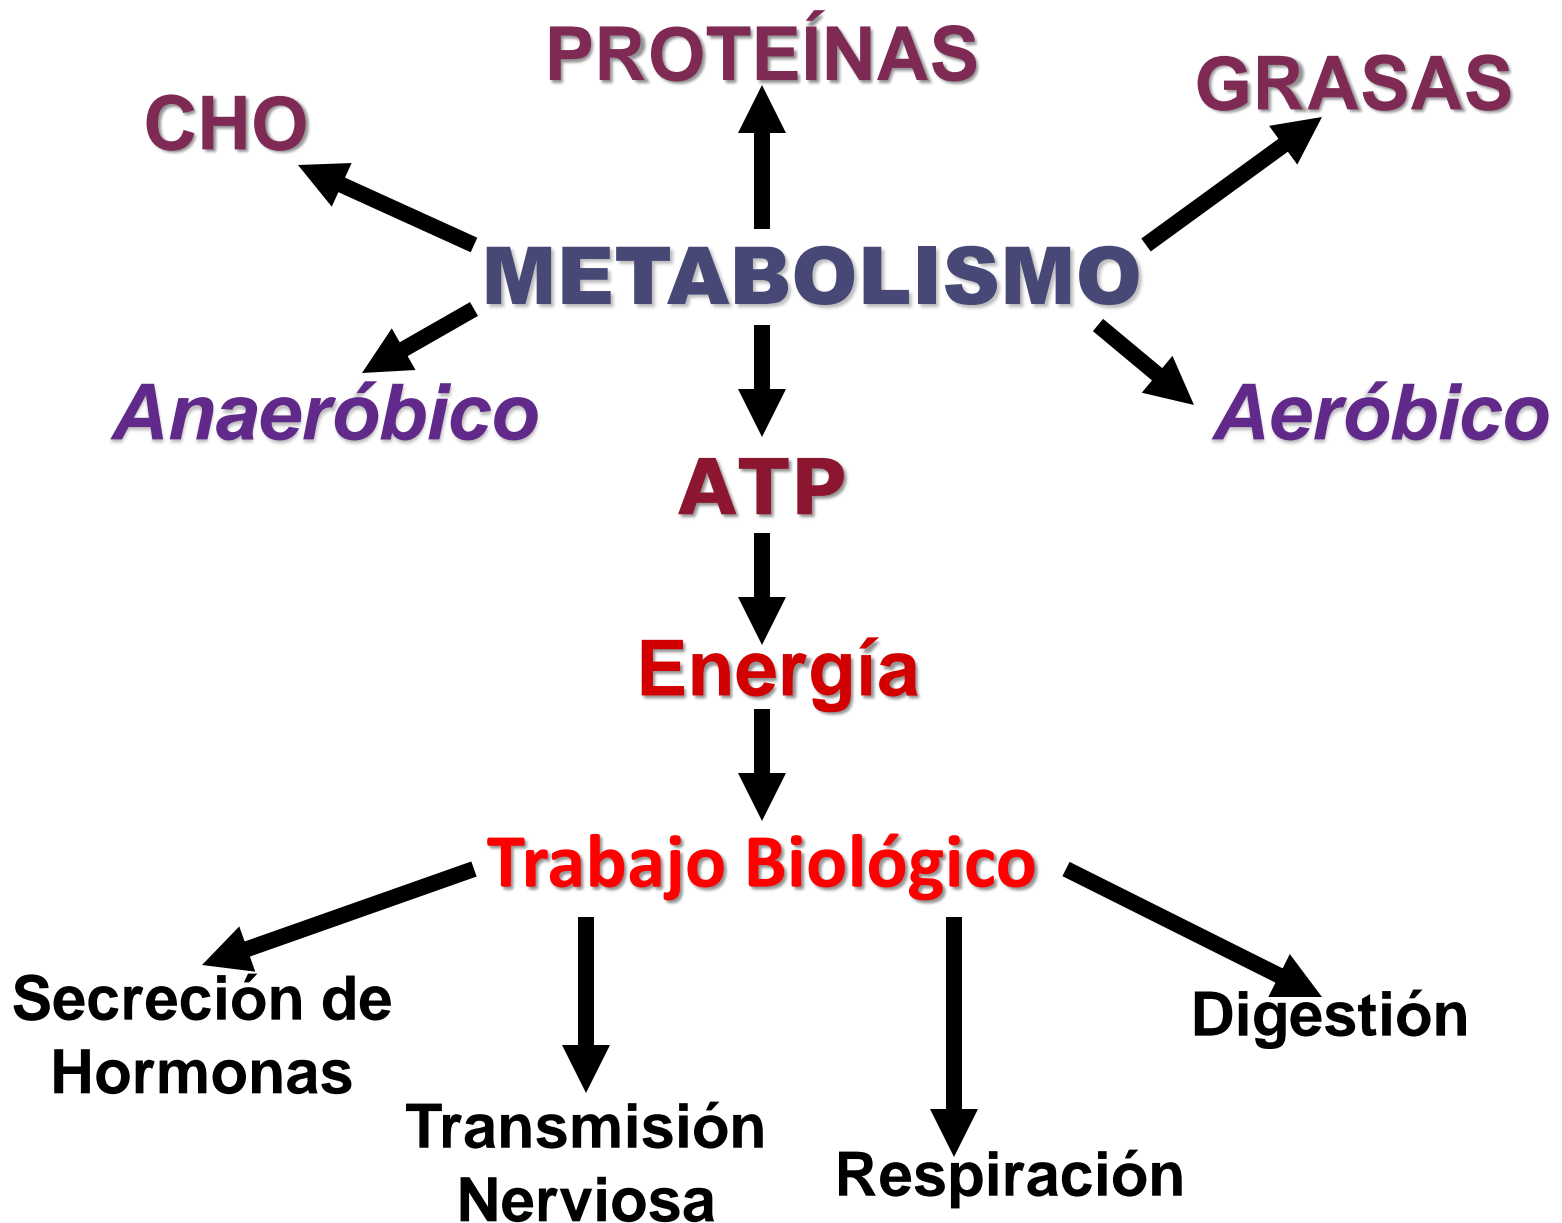 PROTEÍNAS
GRASAS
CHO
METABOLISMO
Anaeróbico
Aeróbico
ATP
Energía
Trabajo Biológico
Secreción de
Hormonas
Digestión
Transmisión
Nerviosa
Respiración